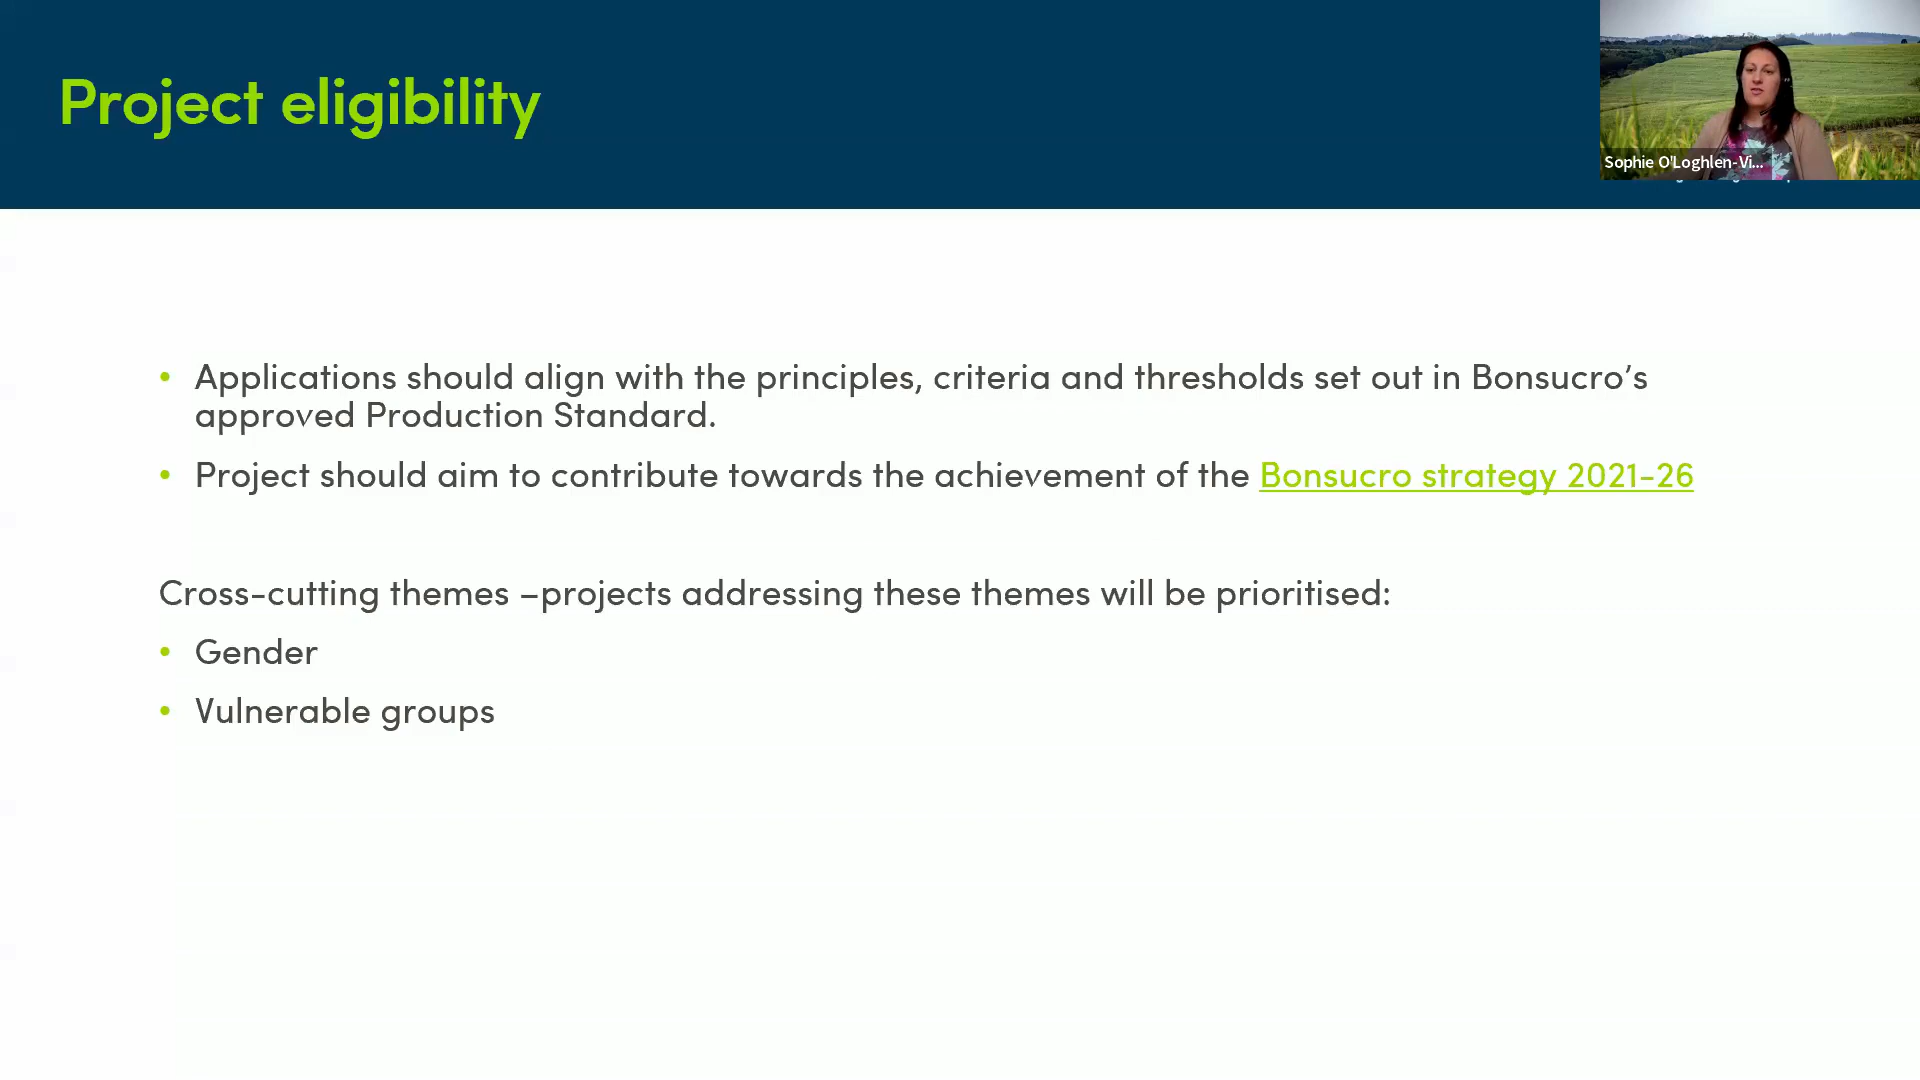 Project eligibility
Sophie O'Loghlen-Vi...
• Applications should align with the principles, criteria and thresholds set out in Bonsucro’s
approved Production Standard.
• Project should aim to contribute towards the achievement of the Bonsucro strategy 2021-26
Cross-cutting themes –projects addressing these themes will be prioritised:
• Gender
• Vulnerable groups